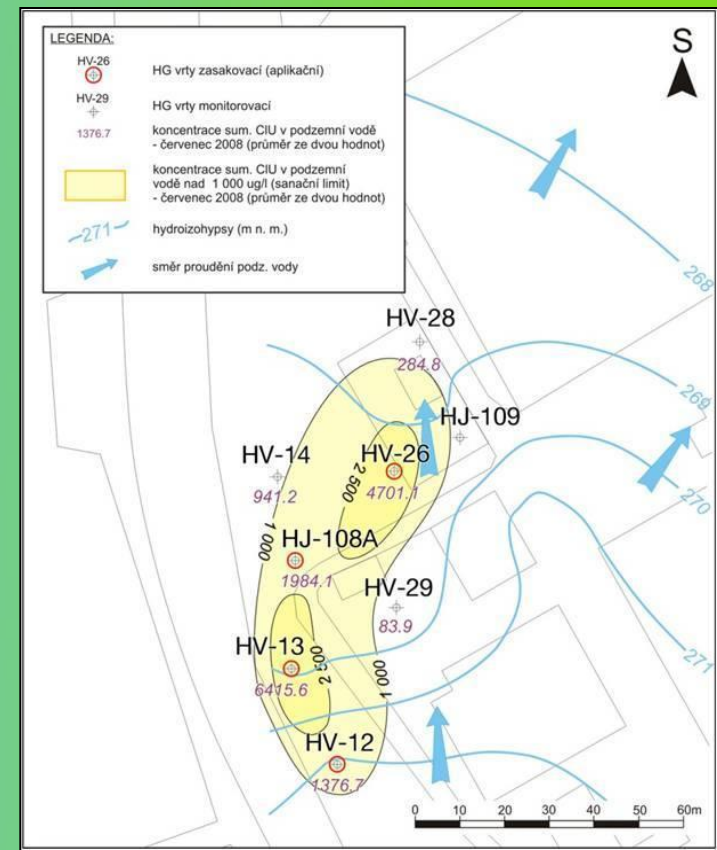 LEGENDA:
HV-26
HG vrty zasakovací (aplikační)
HV-29
HG vrty monitorovací
1376.7
koncentrace sum. ClU v podzemní vodě
- červenec 2008 (průměr ze dvou hodnot)
koncentrace sum. ClU v podzemní
vodě nad 1 000 ug/l (sanační limit)
- červenec 2008 (průměr ze dvou hodnot)
271
hydroizohypsy (m n. m.)
směr proudění podz. vody
S
268
HV-28
284.8
269
HJ-109
HV-14
941.2
HV-26
4701.1
2 500
270
1 000
HJ-108A
1984.1
HV-29
83.9
HV-13
6415.6
2 500
1 000
271
HV-12
1376.7
0 10 20 30 40 50 60m